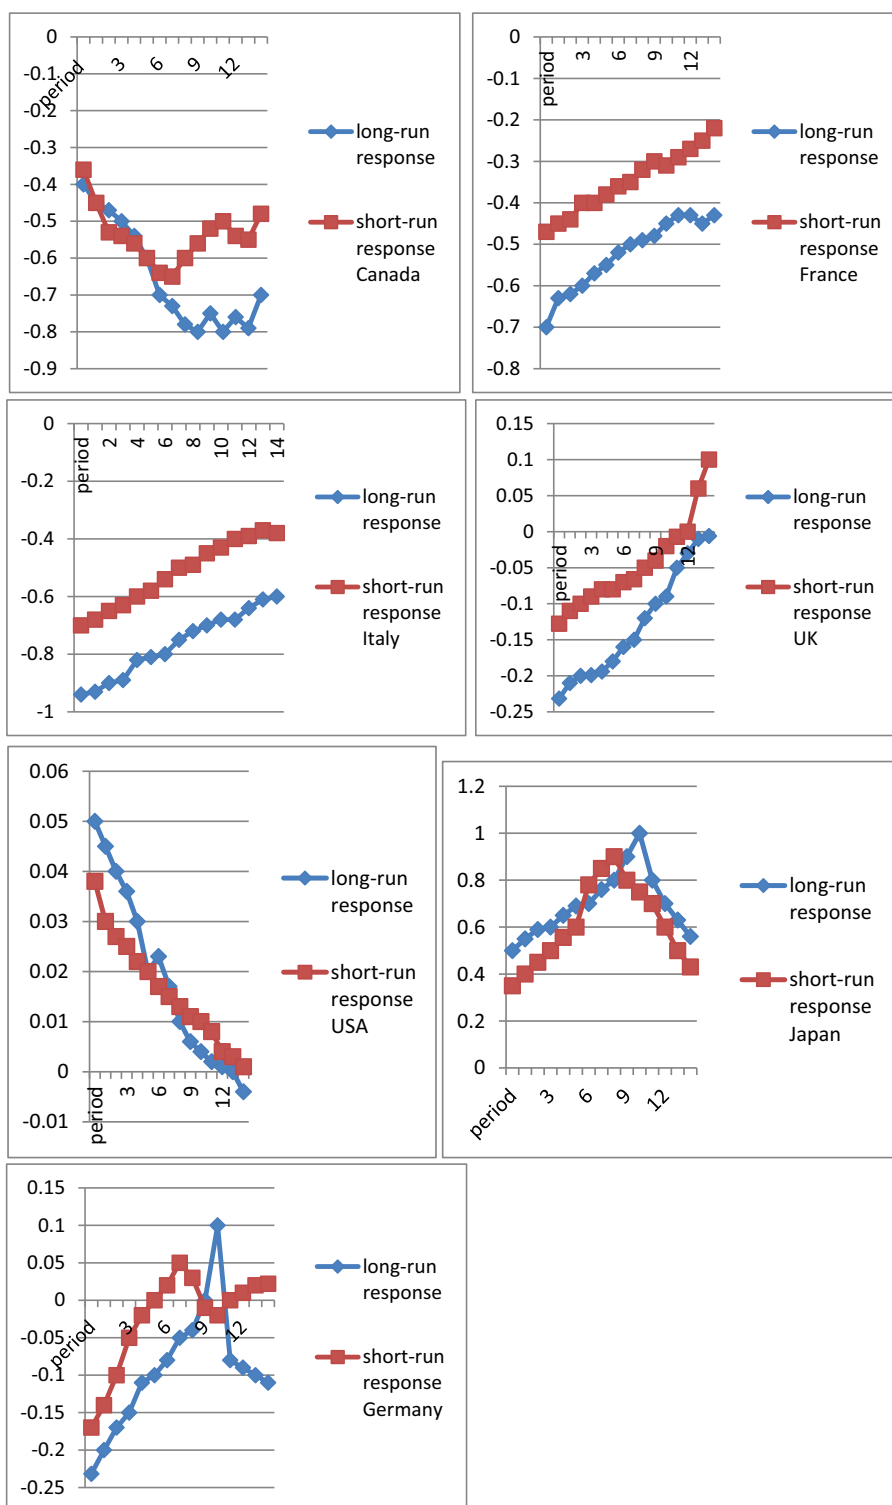 0
-0.1
-0.2
-0.3
-0.4
-0.5
-0.6
-0.7
-0.8
-0.9
period
3
6
9
12
long-run
response
short-run
response
Canada
0
-0.1
-0.2
-0.3
-0.4
-0.5
-0.6
-0.7
-0.8
period
3
6
9
12
long-run
response
short-run
response
France
0
-0.2
-0.4
-0.6
-0.8
-1
period
2
4
6
8
10
12
14
long-run
response
short-run
response
Italy
0.15
0.1
0.05
0
-0.05
-0.1
-0.15
-0.2
-0.25
period
3
6
9
12
long-run
response
short-run
response
UK
0.06
0.05
0.04
0.03
0.02
0.01
0
-0.01
period
3
6
9
12
long-run
response
short-run
response
USA
1.2
1
0.8
0.6
0.4
0.2
0
period
3
6
9
12
long-run
response
short-run
response
Japan
0.15
0.1
0.05
0
-0.05
-0.1
-0.15
-0.2
-0.25
period
3
6
9
12
long-run
response
short-run
response
Germany